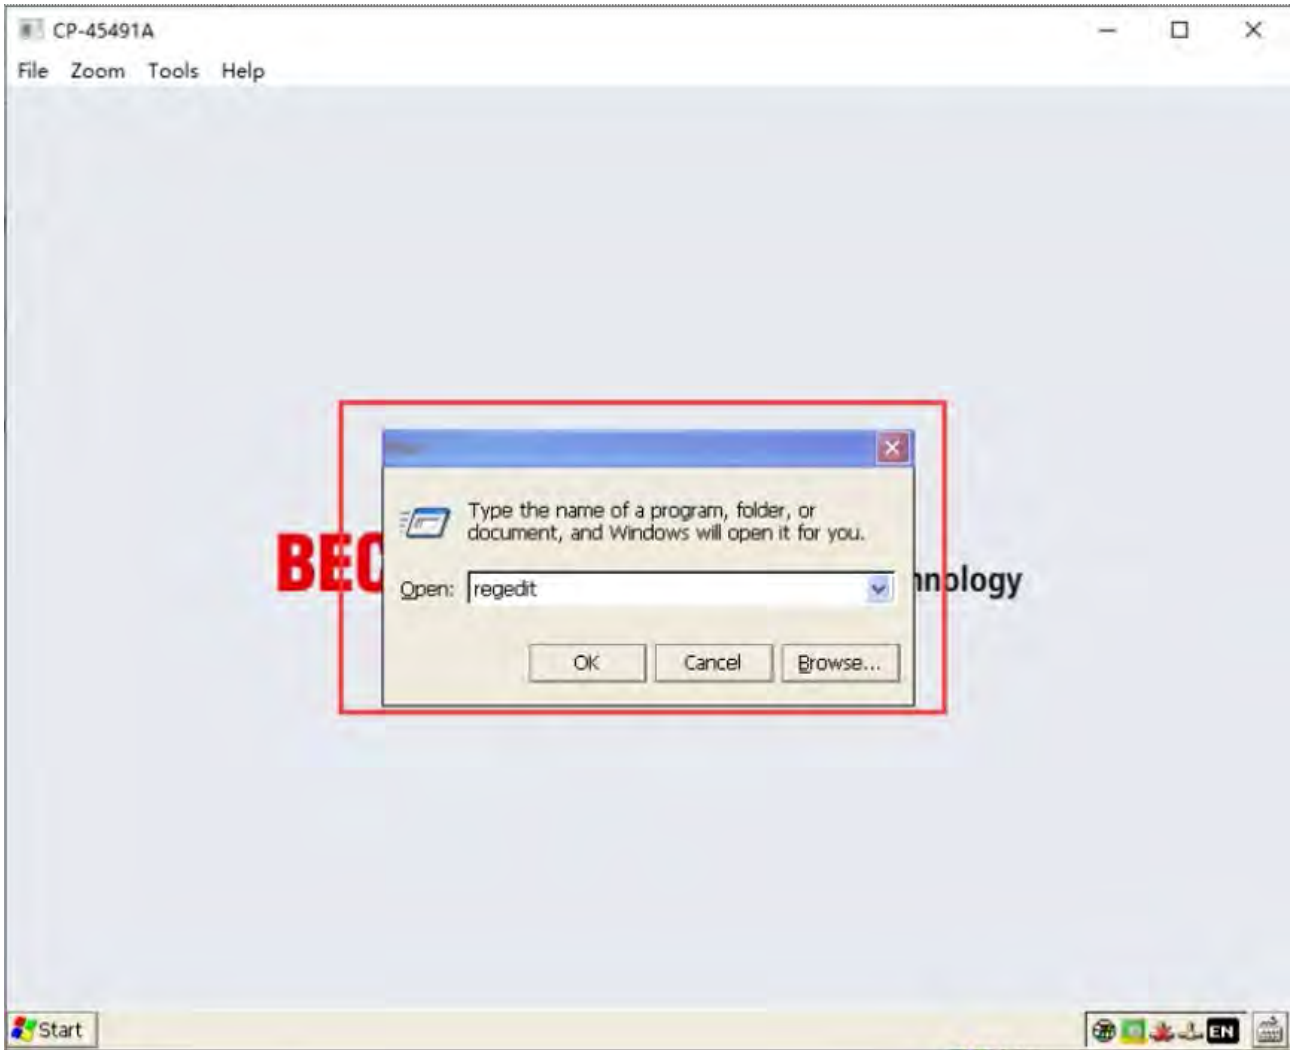 CP-45491A
File Zoom Tools Help
Type the name of a program, folder, or
document, and Windows will open it for you.
BEC
hnology
Open: regedit
OK Cancel Browse...
Start
EN